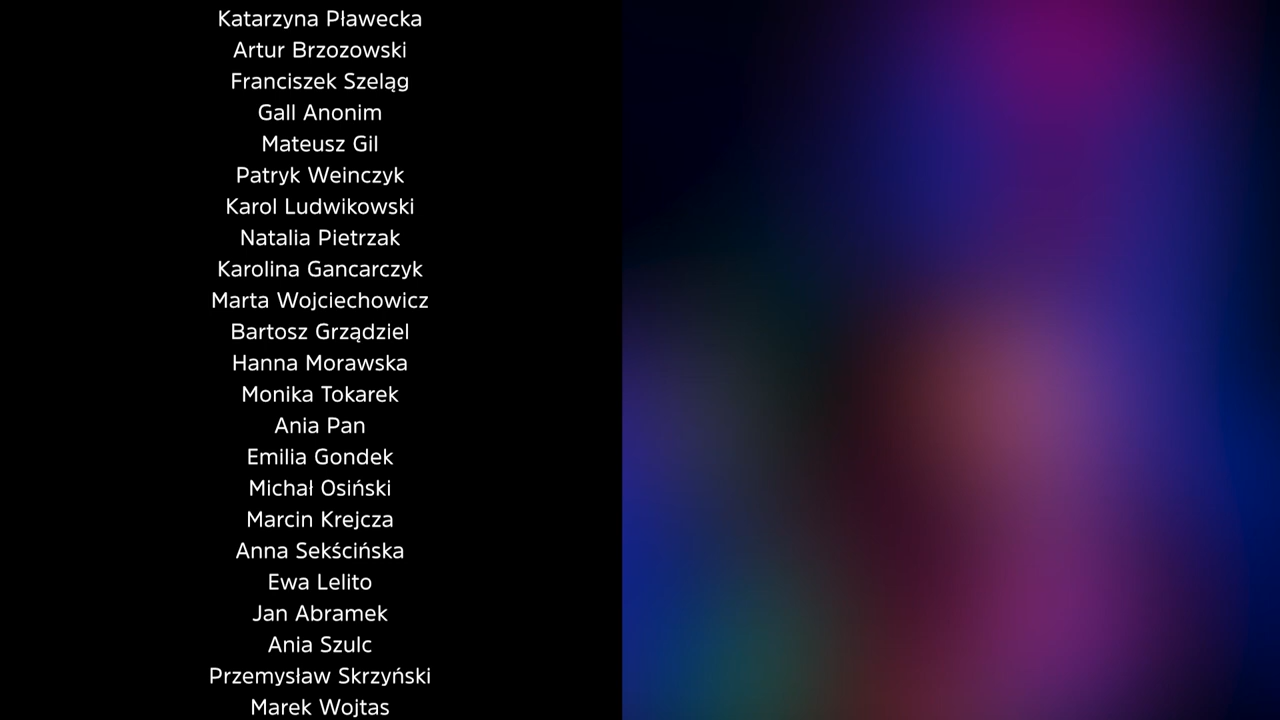 Katarzyna Pławecka
Artur Brzozowski
Franciszek Szeląg
Gall Anonim
Mateusz Gil
Patryk Weinczyk
Karol Ludwikowski
Natalia Pietrzak
Karolina Gancarczyk
Marta Wojciechowicz
Bartosz Grządziel
Hanna Morawska
Monika Tokarek
Ania Pan
Emilia Gondek
Michał Osiński
Marcin Krejcza
Anna Sekścińska
Ewa Lelito
Jan Abramek
Ania Szulc
Przemysław Skrzyński
Marek Wojtas